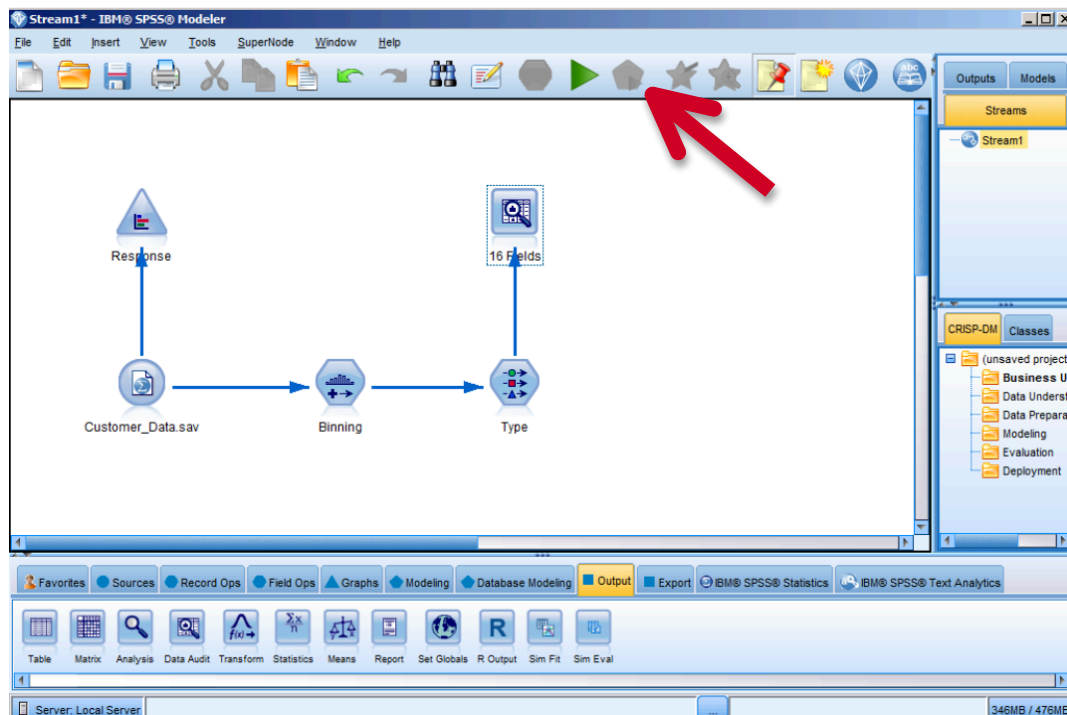 Stream1* - IBM® SPSS® Modeler
File Edit Insert View Tools SuperNode Window Help
abc
Outputs Models
Streams
Stream1
Response
16 Fields
Customer_Data.sav
Binning
Type
CRISP-DM Classes
(unsaved project
Business U
Data Underst
Data Prepara
Modeling
Evaluation
Deployment
Favorites Sources Record Ops Field Ops Graphs Modeling Database Modeling Output Export IBM® SPSS® Statistics IBM® SPSS® Text Analytics
f(x) Σx n R
Table Matrix Analysis Data Audit Transform Statistics Means Report Set Globals R Output Sim Fit Sim Eval
Server: Local Server ... 346MB / 476MB